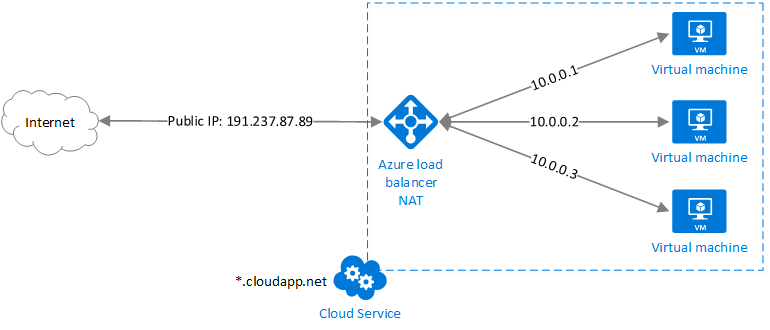 Internet
Public IP: 191.237.87.89
Azure load
balancer
NAT
10.0.0.1
VM
Virtual machine
10.0.0.2
VM
Virtual machine
10.0.0.3
VM
Virtual machine
*.cloudapp.net
Cloud Service